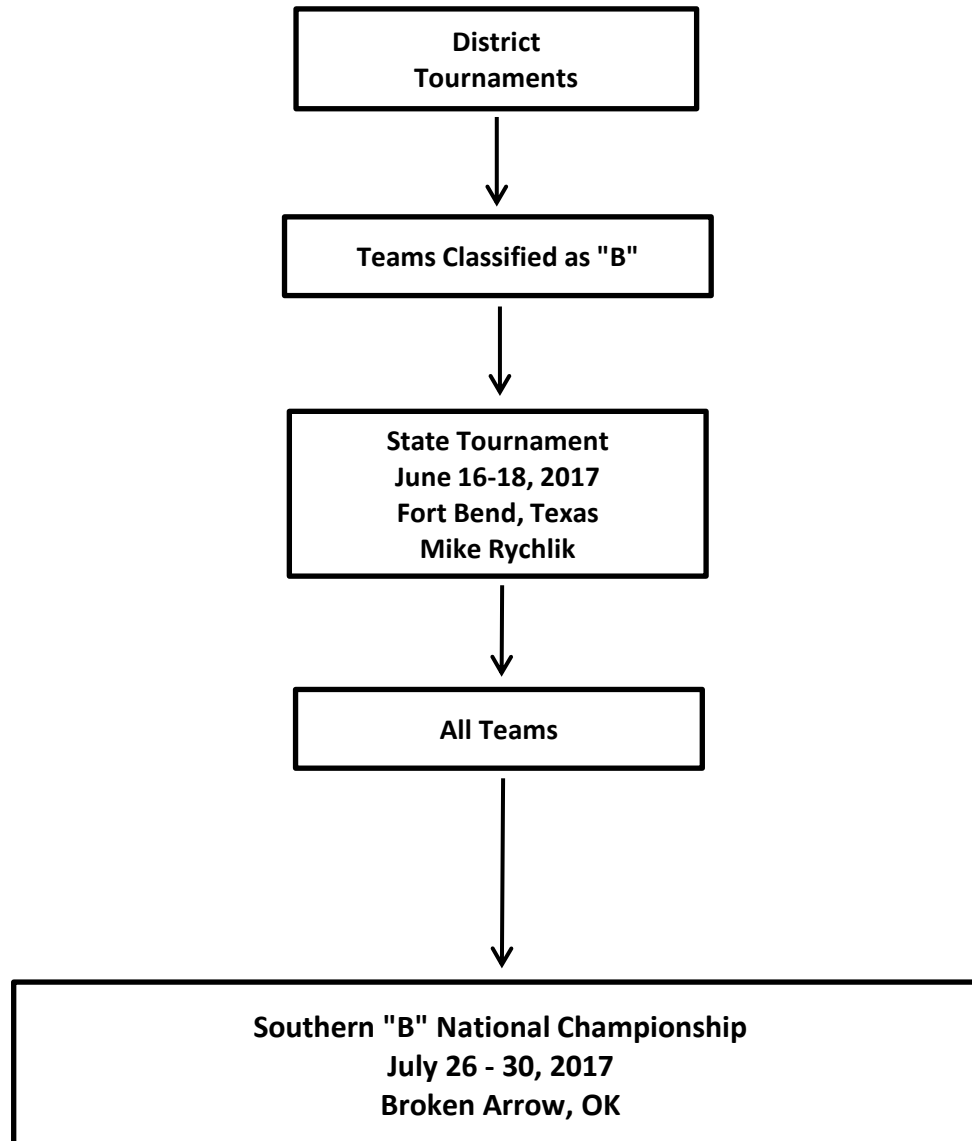 District
Tournaments
Teams Classified as "B"
State Tournament
June 16-18, 2017
Fort Bend, Texas
Mike Rychlik
All Teams
Southern "B" National Championship
July 26 - 30, 2017
Broken Arrow, OK